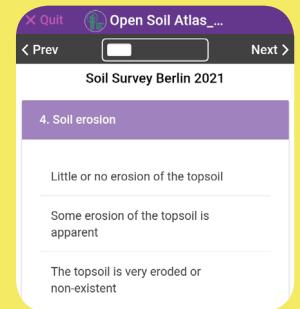 X Quit Open Soil Atlas_...
< Prev Next >
Soil Survey Berlin 2021
4. Soil erosion
Little or no erosion of the topsoil
Some erosion of the topsoil is
apparent
The topsoil is very eroded or
non-existent